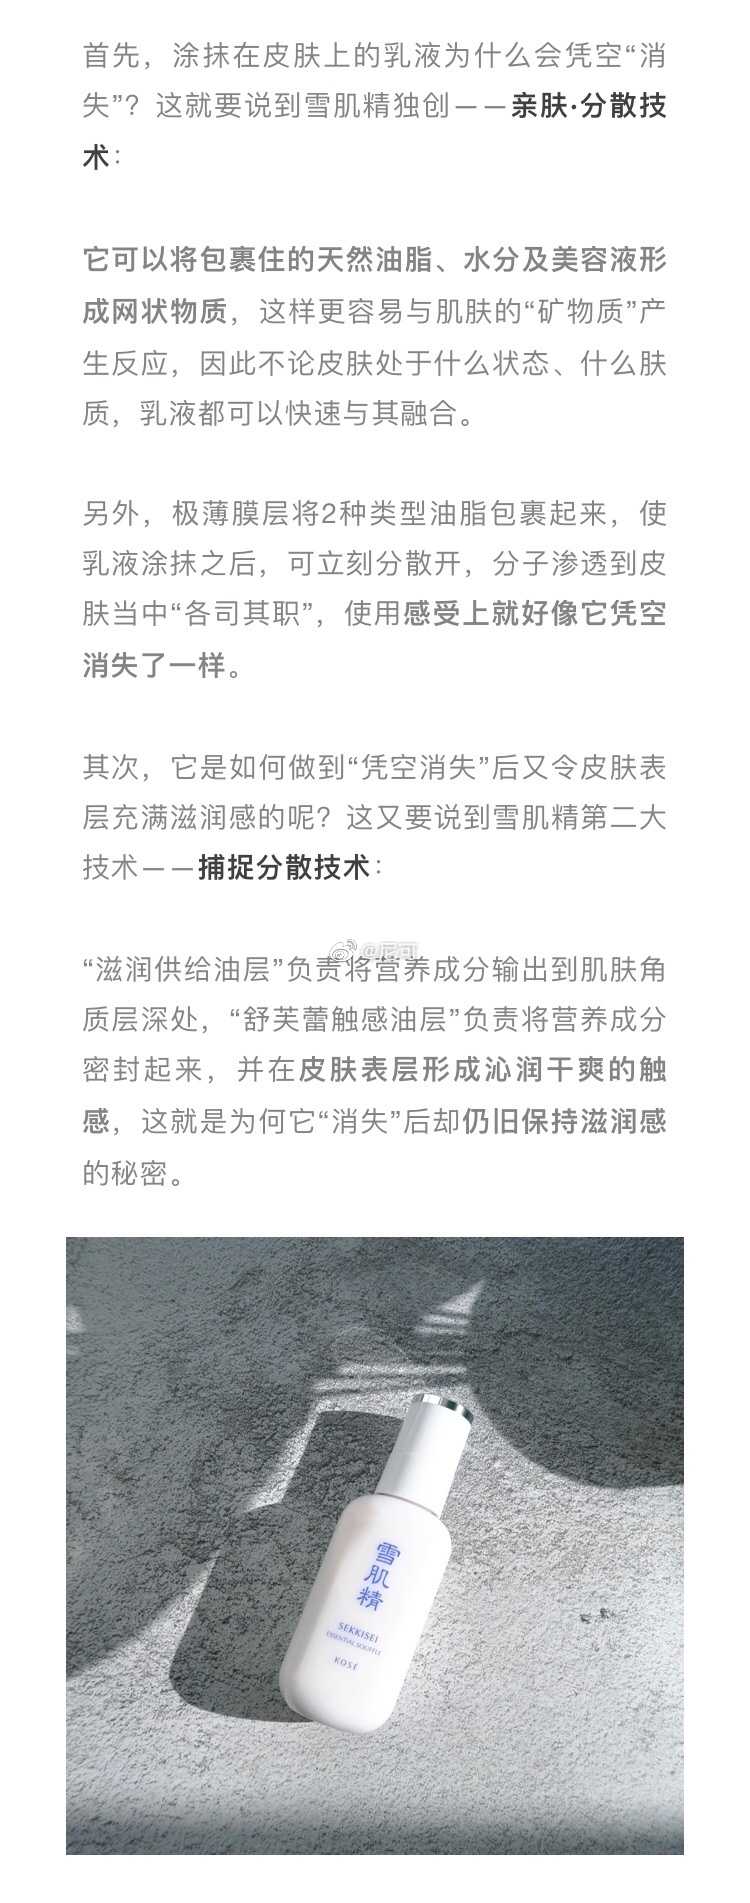 首先，涂抹在皮肤上的乳液为什么会凭空“消
失”？这就要说到雪肌精独创——亲肤·分散技
术：
它可以将包裹住的天然油脂、水分及美容液形
成网状物质，这样更容易与肌肤的“矿物质”产
生反应，因此不论皮肤处于什么状态、什么肤
质，乳液都可以快速与其融合。
另外，极薄膜层将2种类型油脂包裹起来，使
乳液涂抹之后，可立刻分散开，分子渗透到皮
肤当中“各司其职”，使用感受上就好像它凭空
消失了一样。
其次，它是如何做到“凭空消失”后又令皮肤表
层充满滋润感的呢？这又要说到雪肌精第二大
技术——捕捉分散技术：
@尼可
“滋润供给油层”负责将营养成分输出到肌肤角
质层深处，“舒芙蕾触感油层”负责将营养成分
密封起来，并在皮肤表层形成沁润干爽的触
感，这就是为何它“消失”后却仍旧保持滋润感
的秘密。
雪肌精
SEKKISEI
ESSENTIAL SOUFFLE
KOSÉ